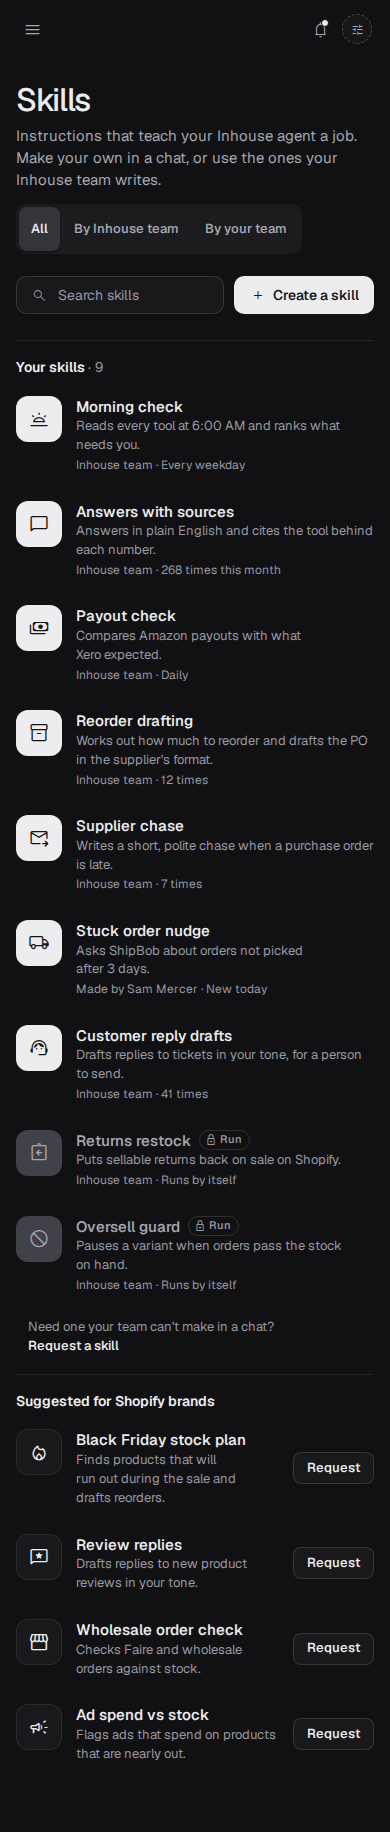 Skills
Instructions that teach your Inhouse agent a job.
Make your own in a chat, or use the ones your
Inhouse team writes.
All By Inhouse team By your team
Search skills + Create a skill
Your skills · 9
Morning check
Reads every tool at 6:00 AM and ranks what
needs you.
Inhouse team · Every weekday
Answers with sources
Answers in plain English and cites the tool behind
each number.
Inhouse team · 268 times this month
Payout check
Compares Amazon payouts with what
Xero expected.
Inhouse team · Daily
Reorder drafting
Works out how much to reorder and drafts the PO
in the supplier's format.
Inhouse team · 12 times
Supplier chase
Writes a short, polite chase when a purchase order
is late.
Inhouse team · 7 times
Stuck order nudge
Asks ShipBob about orders not picked
after 3 days.
Made by Sam Mercer · New today
Customer reply drafts
Drafts replies to tickets in your tone, for a person
to send.
Inhouse team · 41 times
Returns restock Run
Puts sellable returns back on sale on Shopify.
Inhouse team · Runs by itself
Oversell guard Run
Pauses a variant when orders pass the stock
on hand.
Inhouse team · Runs by itself
Need one your team can't make in a chat?
Request a skill
Suggested for Shopify brands
Black Friday stock plan
Finds products that will
run out during the sale and
drafts reorders.
Request
Review replies
Drafts replies to new product
reviews in your tone.
Request
Wholesale order check
Checks Faire and wholesale
orders against stock.
Request
Ad spend vs stock
Flags ads that spend on products
that are nearly out.
Request